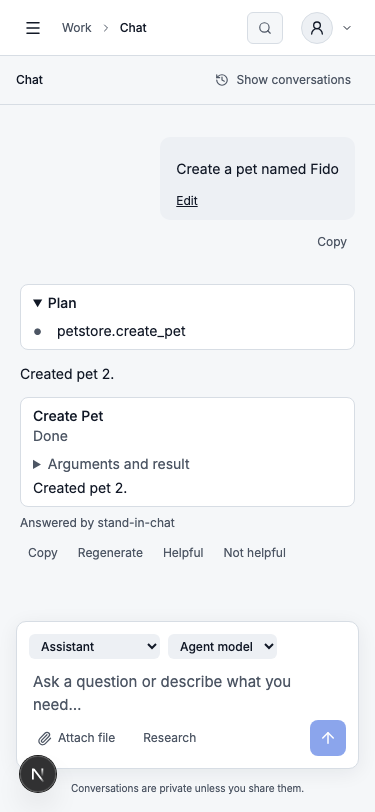 Work
Chat
Chat
Show conversations
Create a pet named Fido
Edit
Copy
Plan
petstore.create_pet
Created pet 2.
Create Pet
Done
Arguments and result
Created pet 2.
Answered by stand-in-chat
Copy Regenerate Helpful Not helpful
Assistant Agent model
Ask a question or describe what you
need...
Attach file Research
N
Conversations are private unless you share them.